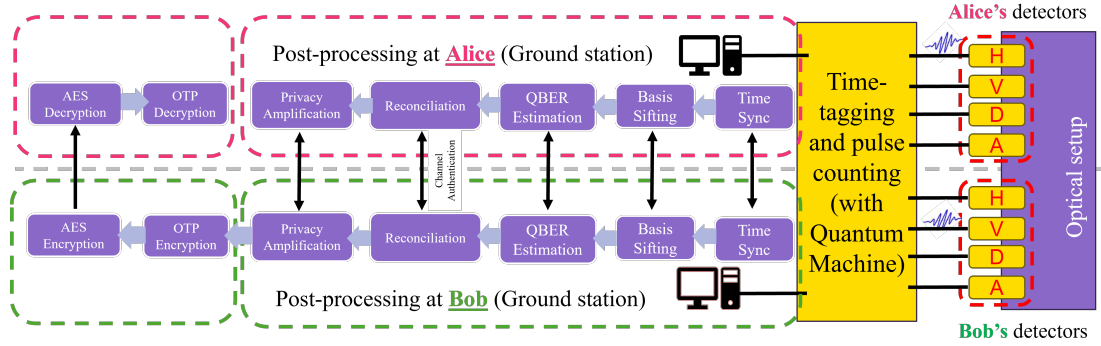 Alice's detectors
Post-processing at Alice (Ground station)
AES
Decryption
OTP
Decryption
Privacy
Amplification
Reconciliation
QBER
Estimation
Basis
Sifting
Time
Sync
Channel
Authentication
AES
Encryption
OTP
Encryption
Privacy
Amplification
Reconciliation
QBER
Estimation
Basis
Sifting
Time
Sync
Post-processing at Bob (Ground station)
Time-
tagging
and pulse
counting
(with
Quantum
Machine)
H
V
D
A
H
V
D
A
Optical setup
Bob's detectors